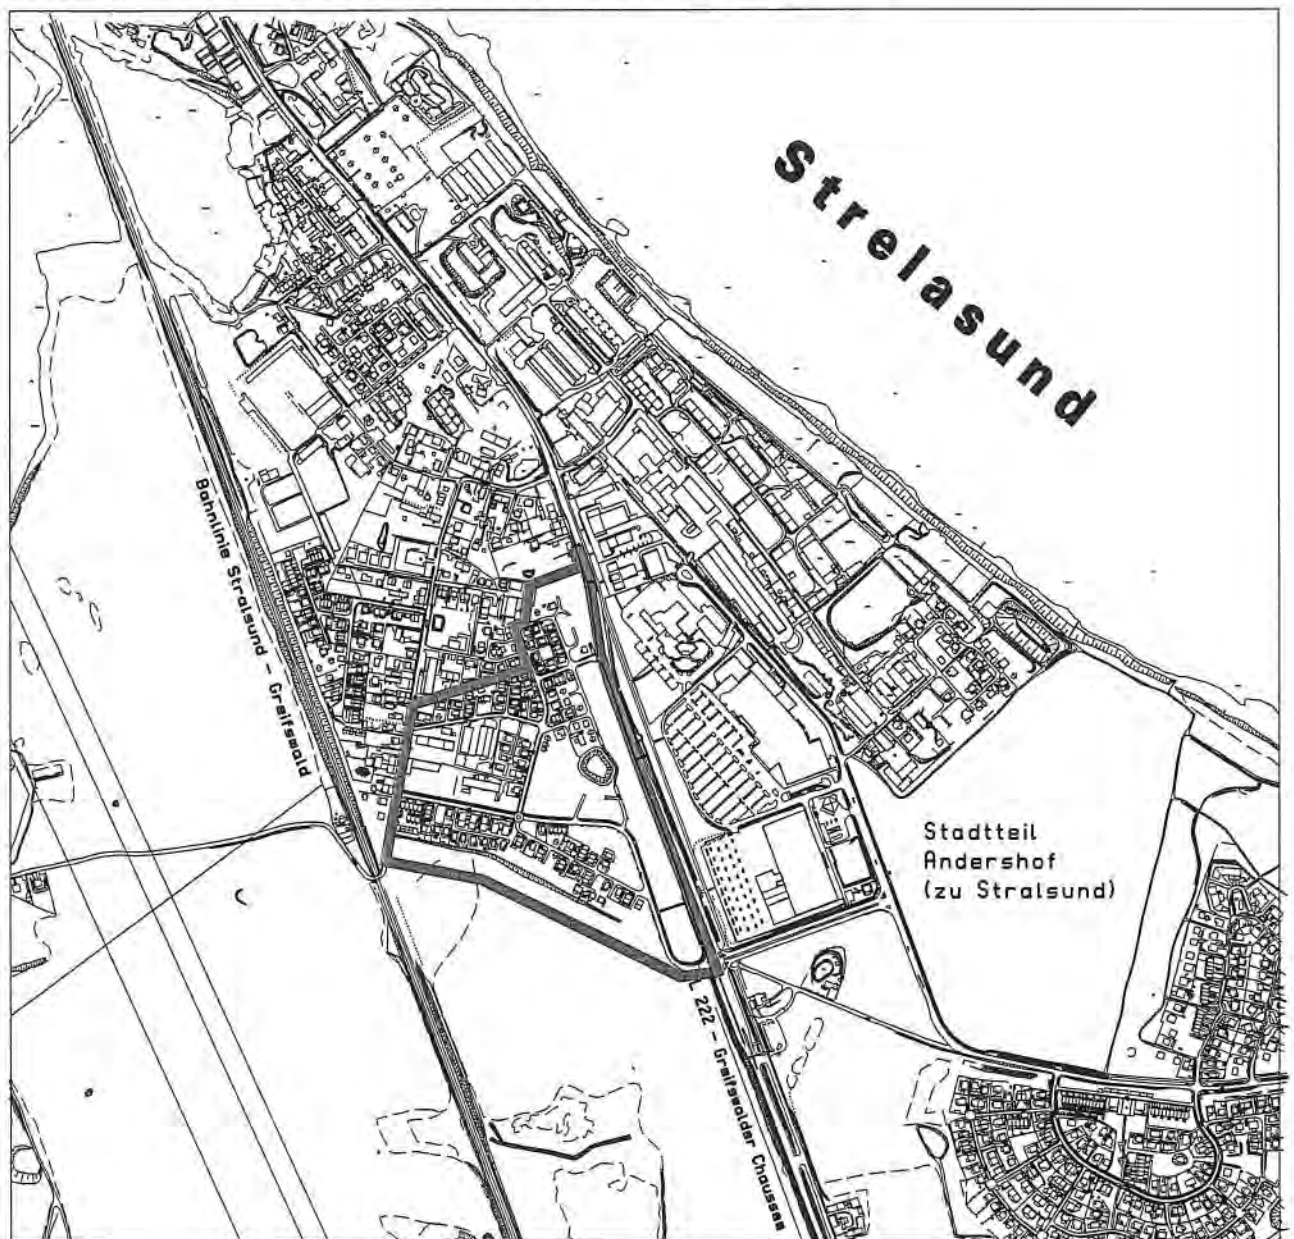 Strelasund
Bahnlinie Stralsund - Greifswald
Stadtteil
Andershof
(zu Stralsund)
L 222 - Greifswalder Chaussee